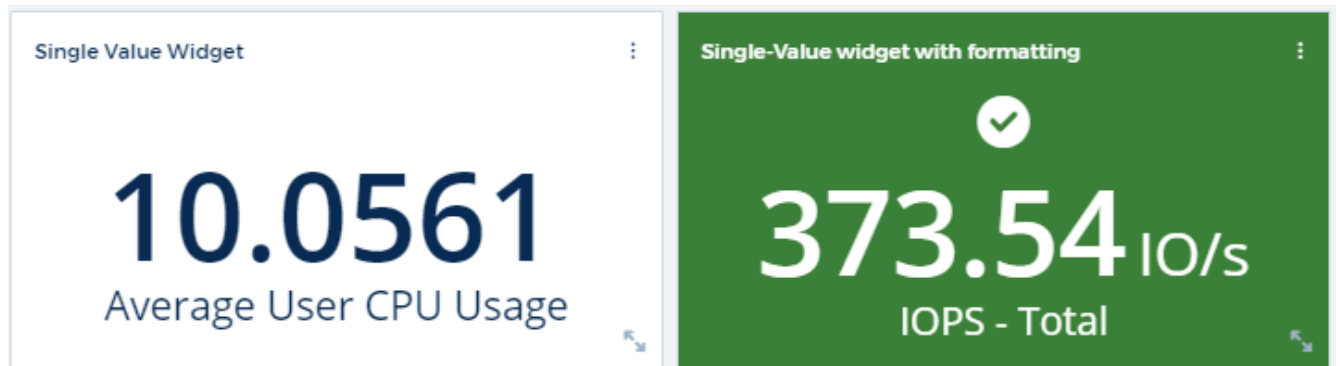 Single Value Widget
10.0561
Average User CPU Usage
Single-Value widget with formatting
373.54 IO/s
IOPS - Total